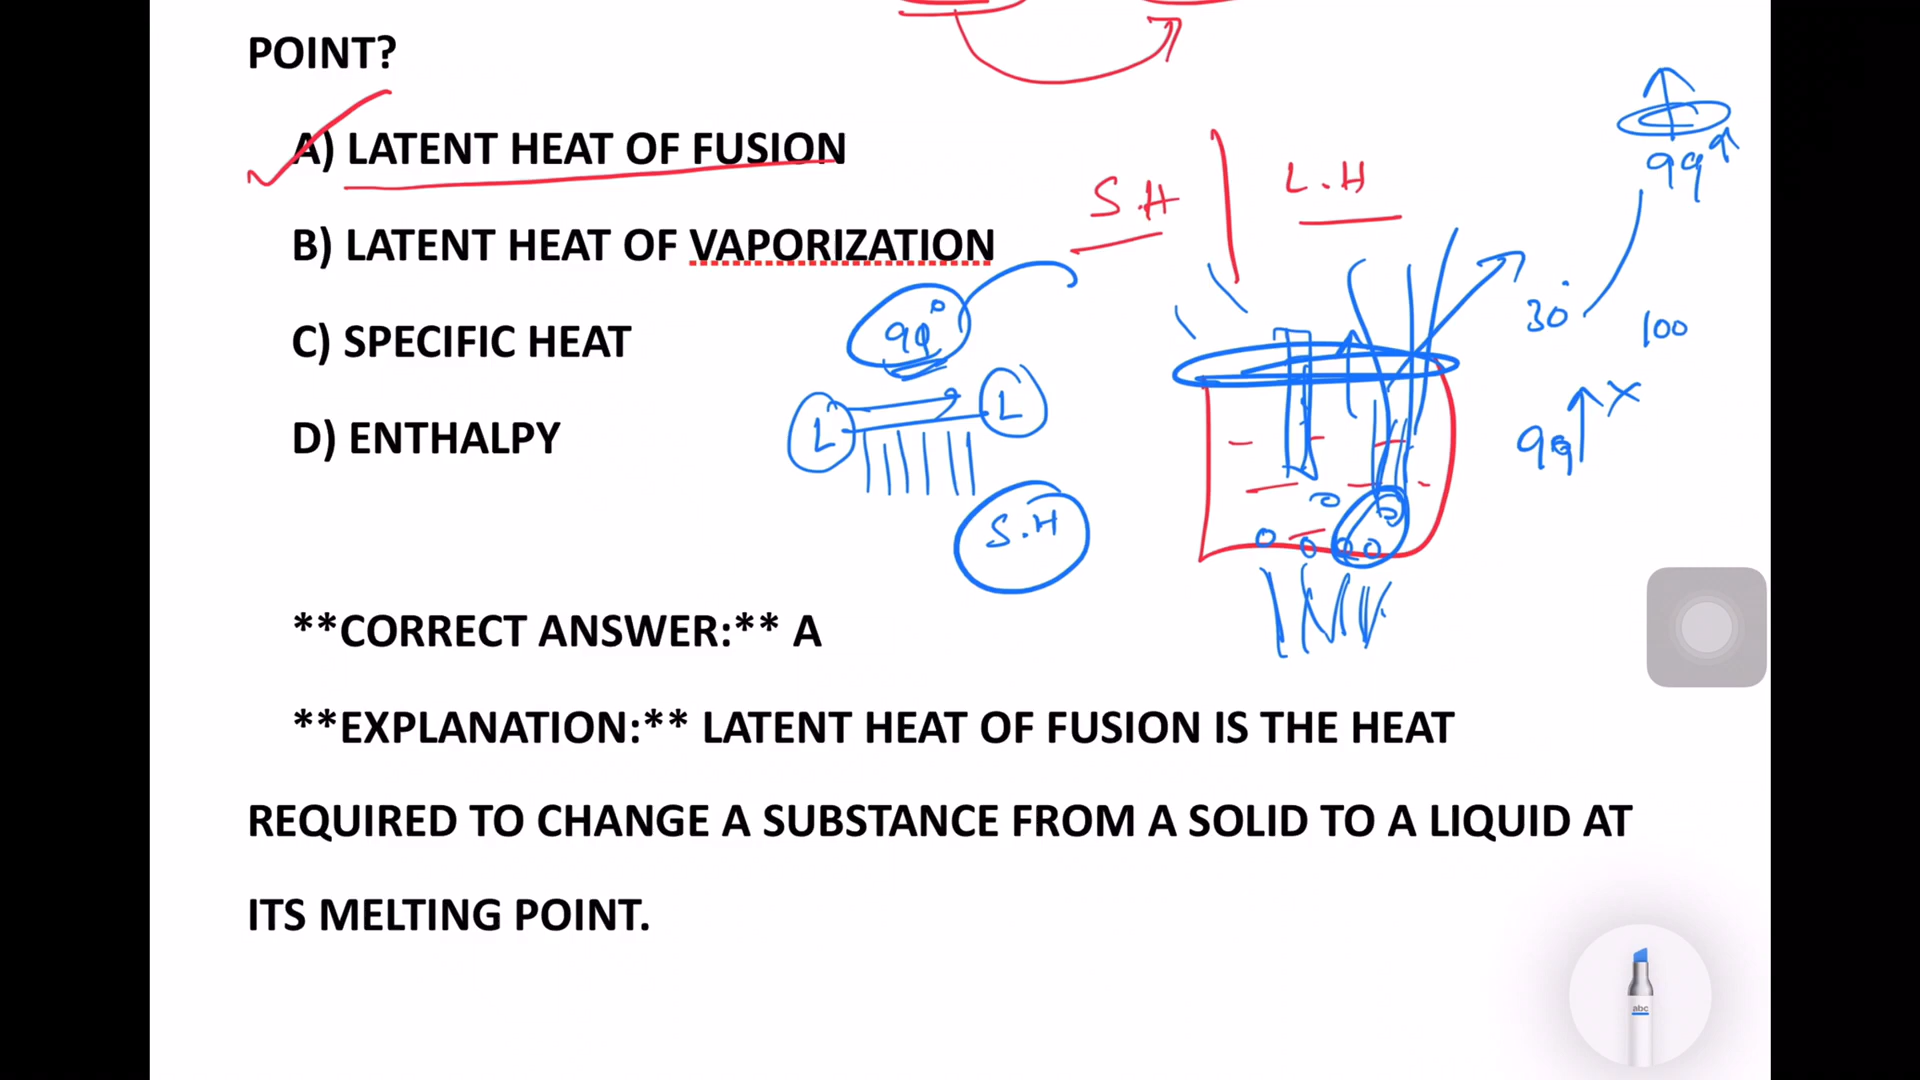 POINT?
A) LATENT HEAT OF FUSION
B) LATENT HEAT OF VAPORIZATION
C) SPECIFIC HEAT
D) ENTHALPY
S.H
L.H
99
99°
30°
100
L
L
99
X
S.H
**CORRECT ANSWER:** A
**EXPLANATION:** LATENT HEAT OF FUSION IS THE HEAT
REQUIRED TO CHANGE A SUBSTANCE FROM A SOLID TO A LIQUID AT
ITS MELTING POINT.
abc